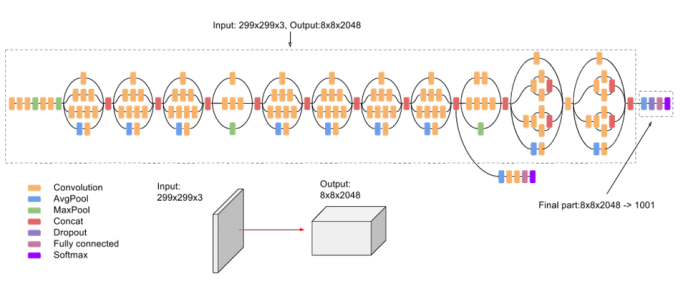 Input: 299x299x3, Output:8x8x2048
Convolution
AvgPool
MaxPool
Concat
Dropout
Fully connected
Softmax
Input:
299x299x3
Output:
8x8x2048
Final part:8x8x2048 -> 1001